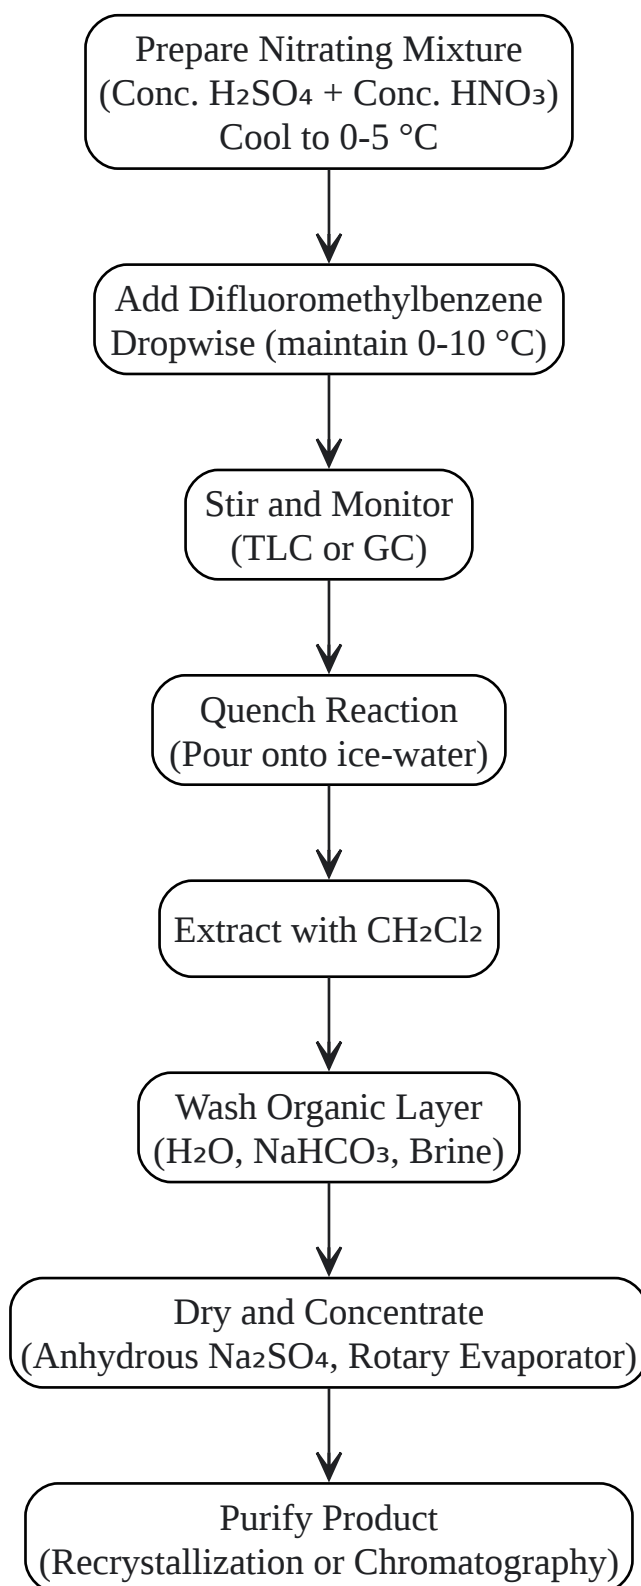 Prepare Nitrating Mixture
(Conc. H₂SO₄ + Conc. HNO₃)
Cool to 0-5 °C
Add Difluoromethylbenzene
Dropwise (maintain 0-10 °C)
Stir and Monitor
(TLC or GC)
Quench Reaction
(Pour onto ice-water)
Extract with CH₂Cl₂
Wash Organic Layer
(H₂O, NaHCO₃, Brine)
Dry and Concentrate
(Anhydrous Na₂SO₄, Rotary Evaporator)
Purify Product
(Recrystallization or Chromatography)